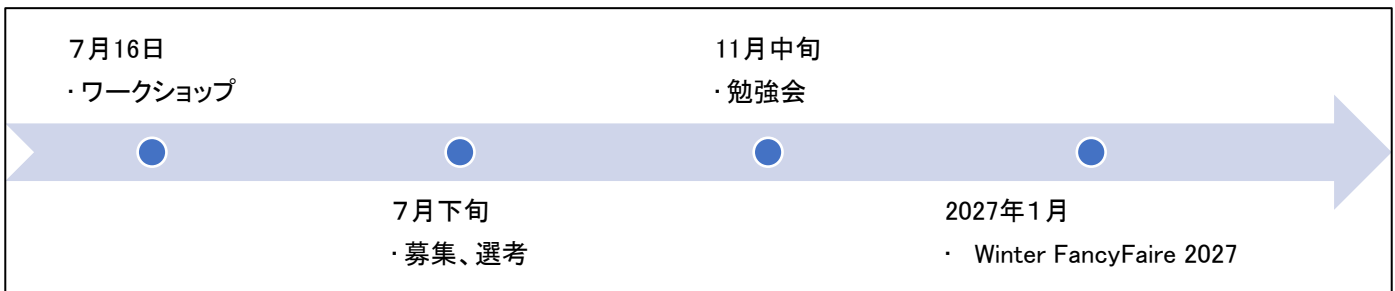 ７月16日
・ワークショップ
７月下旬
・募集、選考
11月中旬
・勉強会
2027年１月
・ Winter FancyFaire 2027